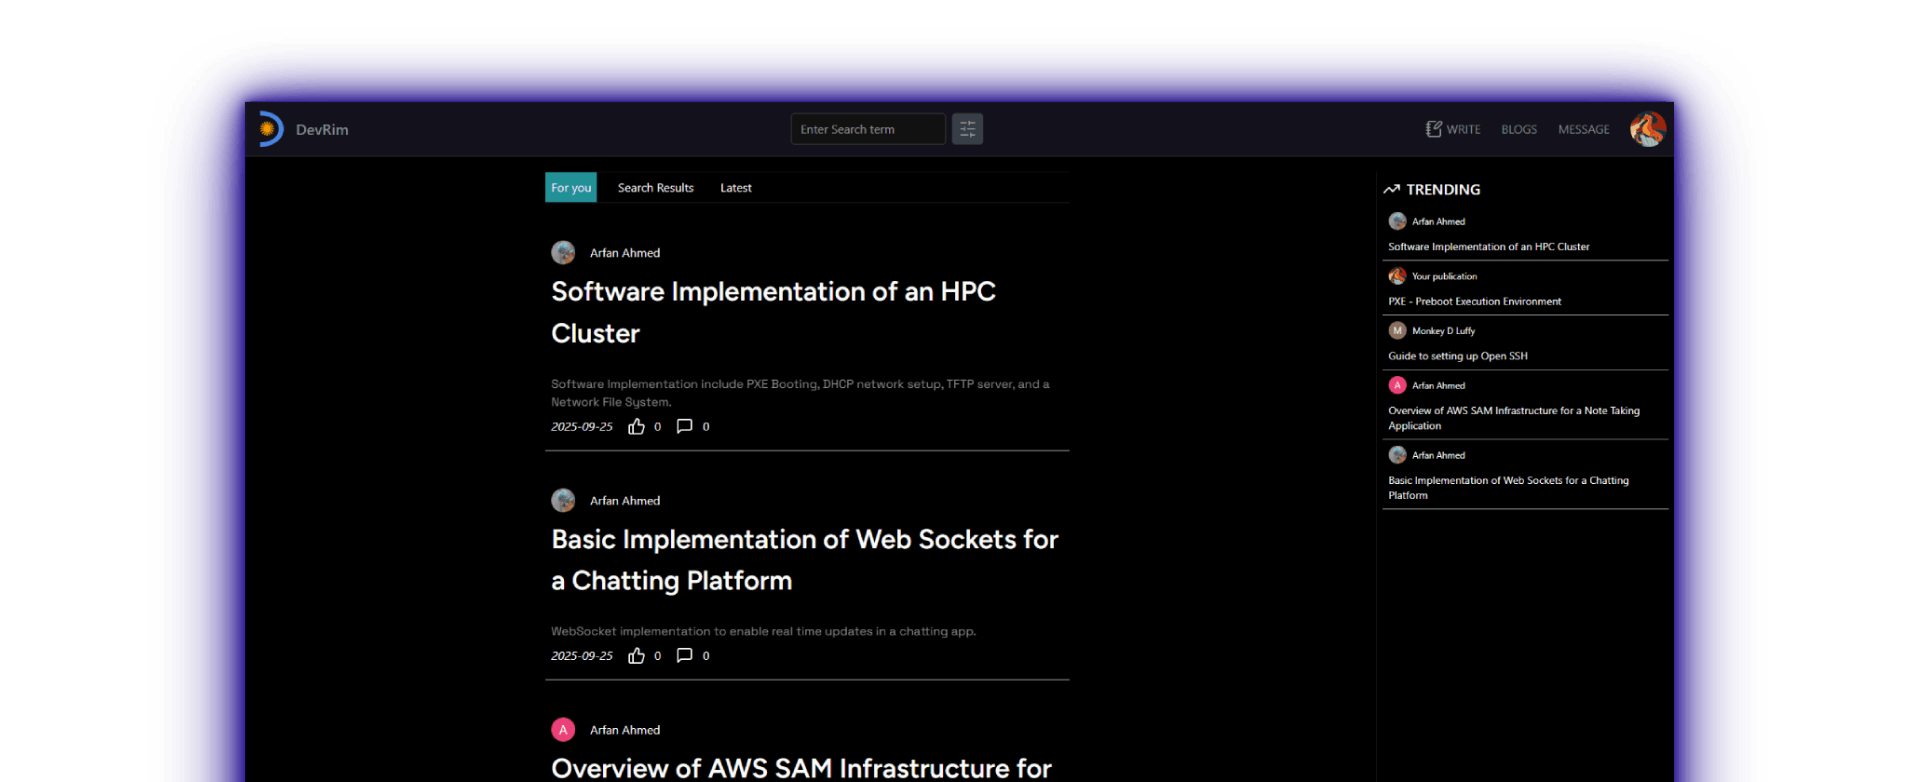 DevRim
Enter Search term
WRITE
BLOGS
MESSAGE
For you
Search Results
Latest
Arfan Ahmed
Software Implementation of an HPC
Cluster
Software Implementation include PXE Booting, DHCP network setup, TFTP server, and a
Network File System.
2025-09-25 0 0
Arfan Ahmed
Basic Implementation of Web Sockets for
a Chatting Platform
WebSocket implementation to enable real time updates in a chatting app.
2025-09-25 0 0
A Arfan Ahmed
Overview of AWS SAM Infrastructure for
TRENDING
Arfan Ahmed
Software Implementation of an HPC Cluster
Your publication
PXE - Preboot Execution Environment
M Monkey D Luffy
Guide to setting up Open SSH
A Arfan Ahmed
Overview of AWS SAM Infrastructure for a Note Taking
Application
Arfan Ahmed
Basic Implementation of Web Sockets for a Chatting
Platform